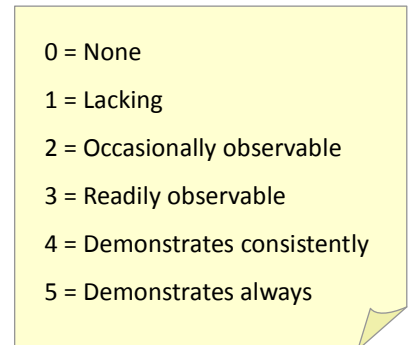 0 = None
1 = Lacking
2 = Occasionally observable
3 = Readily observable
4 = Demonstrates consistently
5 = Demonstrates always